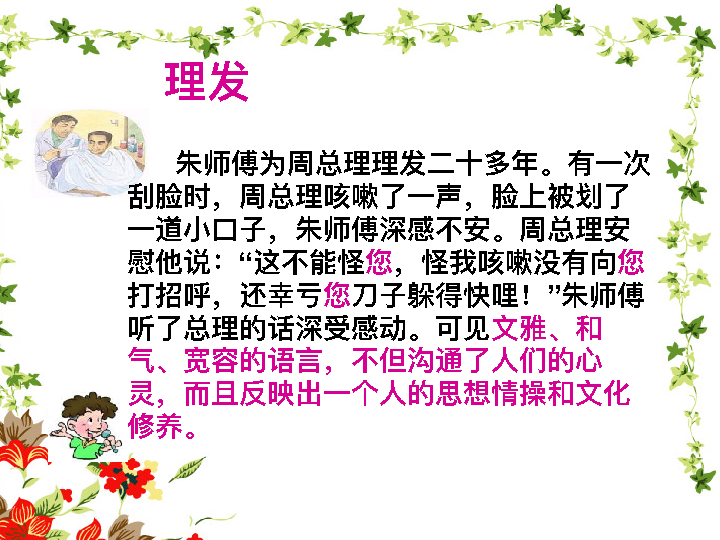 理发
朱师傅为周总理理发二十多年。有一次
刮脸时，周总理咳嗽了一声，脸上被划了
一道小口子，朱师傅深感不安。周总理安
慰他说：“这不能怪您，怪我咳嗽没有向您
打招呼，还幸亏您刀子躲得快哩！”朱师傅
听了总理的话深受感动。可见文雅、和
气、宽容的语言，不但沟通了人们的心
灵，而且反映出一个人的思想情操和文化
修养。